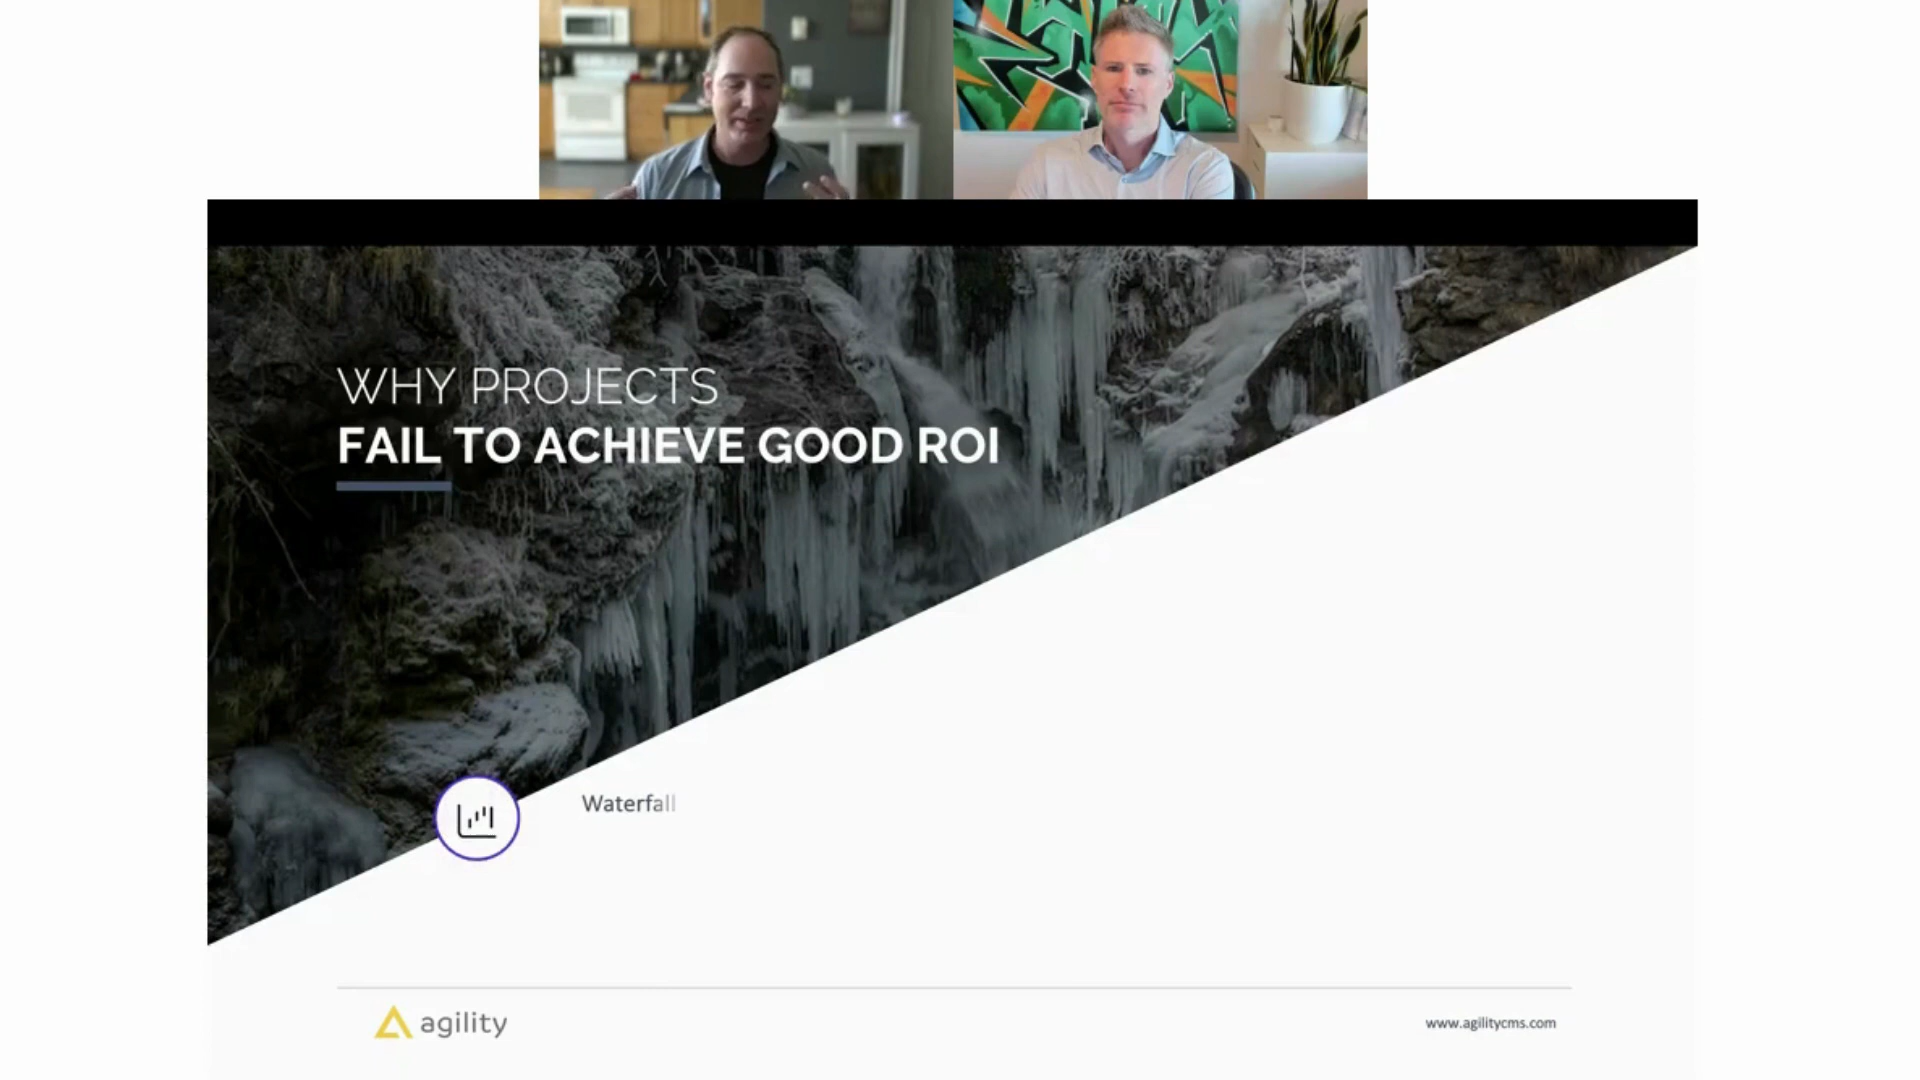 WHY PROJECTS
FAIL TO ACHIEVE GOOD ROI
Waterfall
agility
www.agilitycms.com